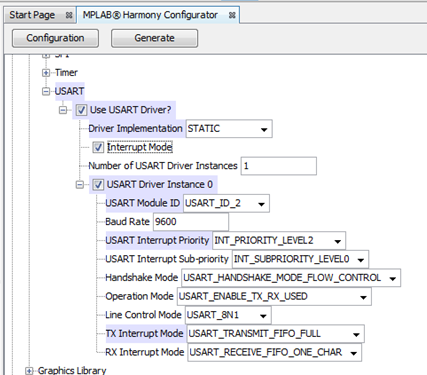 Start Page MPLAB® Harmony Configurator
Configuration Generate
Timer
USART
Use USART Driver?
Driver Implementation STATIC
Interrupt Mode
Number of USART Driver Instances 1
USART Driver Instance 0
USART Module ID USART_ID_2
Baud Rate 9600
USART Interrupt Priority INT_PRIORITY_LEVEL2
USART Interrupt Sub-priority INT_SUBPRIORITY_LEVEL0
Handshake Mode USART_HANDSHAKE_MODE_FLOW_CONTROL
Operation Mode USART_ENABLE_TX_RX_USED
Line Control Mode USART_8N1
TX Interrupt Mode USART_TRANSMIT_FIFO_FULL
RX Interrupt Mode USART_RECEIVE_FIFO_ONE_CHAR
Graphics Library